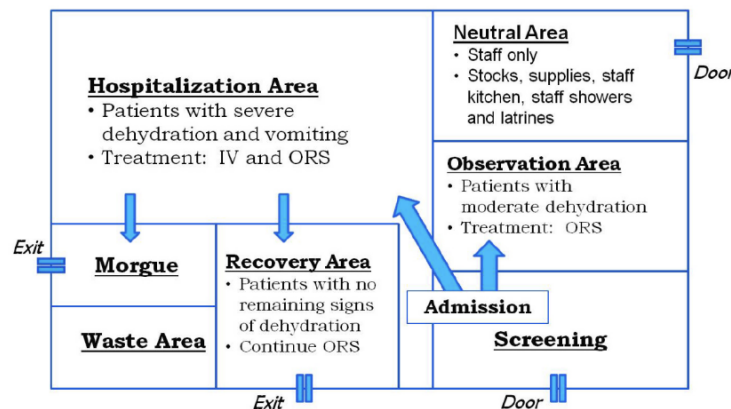 Neutral Area
• Staff only
• Stocks, supplies, staff
kitchen, staff showers
and latrines
Door
Hospitalization Area
• Patients with severe
dehydration and vomiting
• Treatment: IV and ORS
Observation Area
• Patients with
moderate dehydration
• Treatment: ORS
Exit
Morgue
Recovery Area
• Patients with no
remaining signs
of dehydration
• Continue ORS
Admission
Waste Area
Screening
Exit
Door